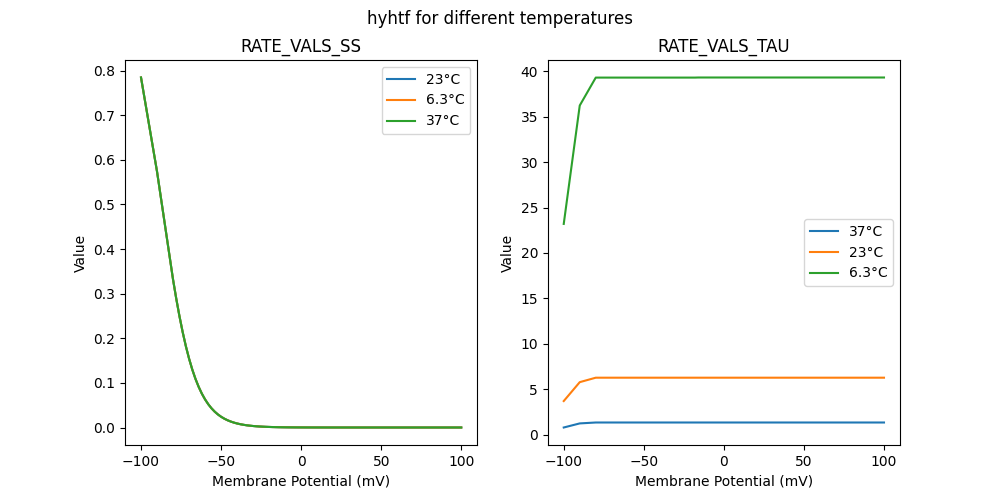 hyhtf for different temperatures
RATE_VALS_SS
Value
0.8
0.7
0.6
0.5
0.4
0.3
0.2
0.1
0.0
23°C
6.3°C
37°C
−100
−50
0
50
100
Membrane Potential (mV)
RATE_VALS_TAU
Value
40
35
30
25
20
15
10
5
0
37°C
23°C
6.3°C
−100
−50
0
50
100
Membrane Potential (mV)